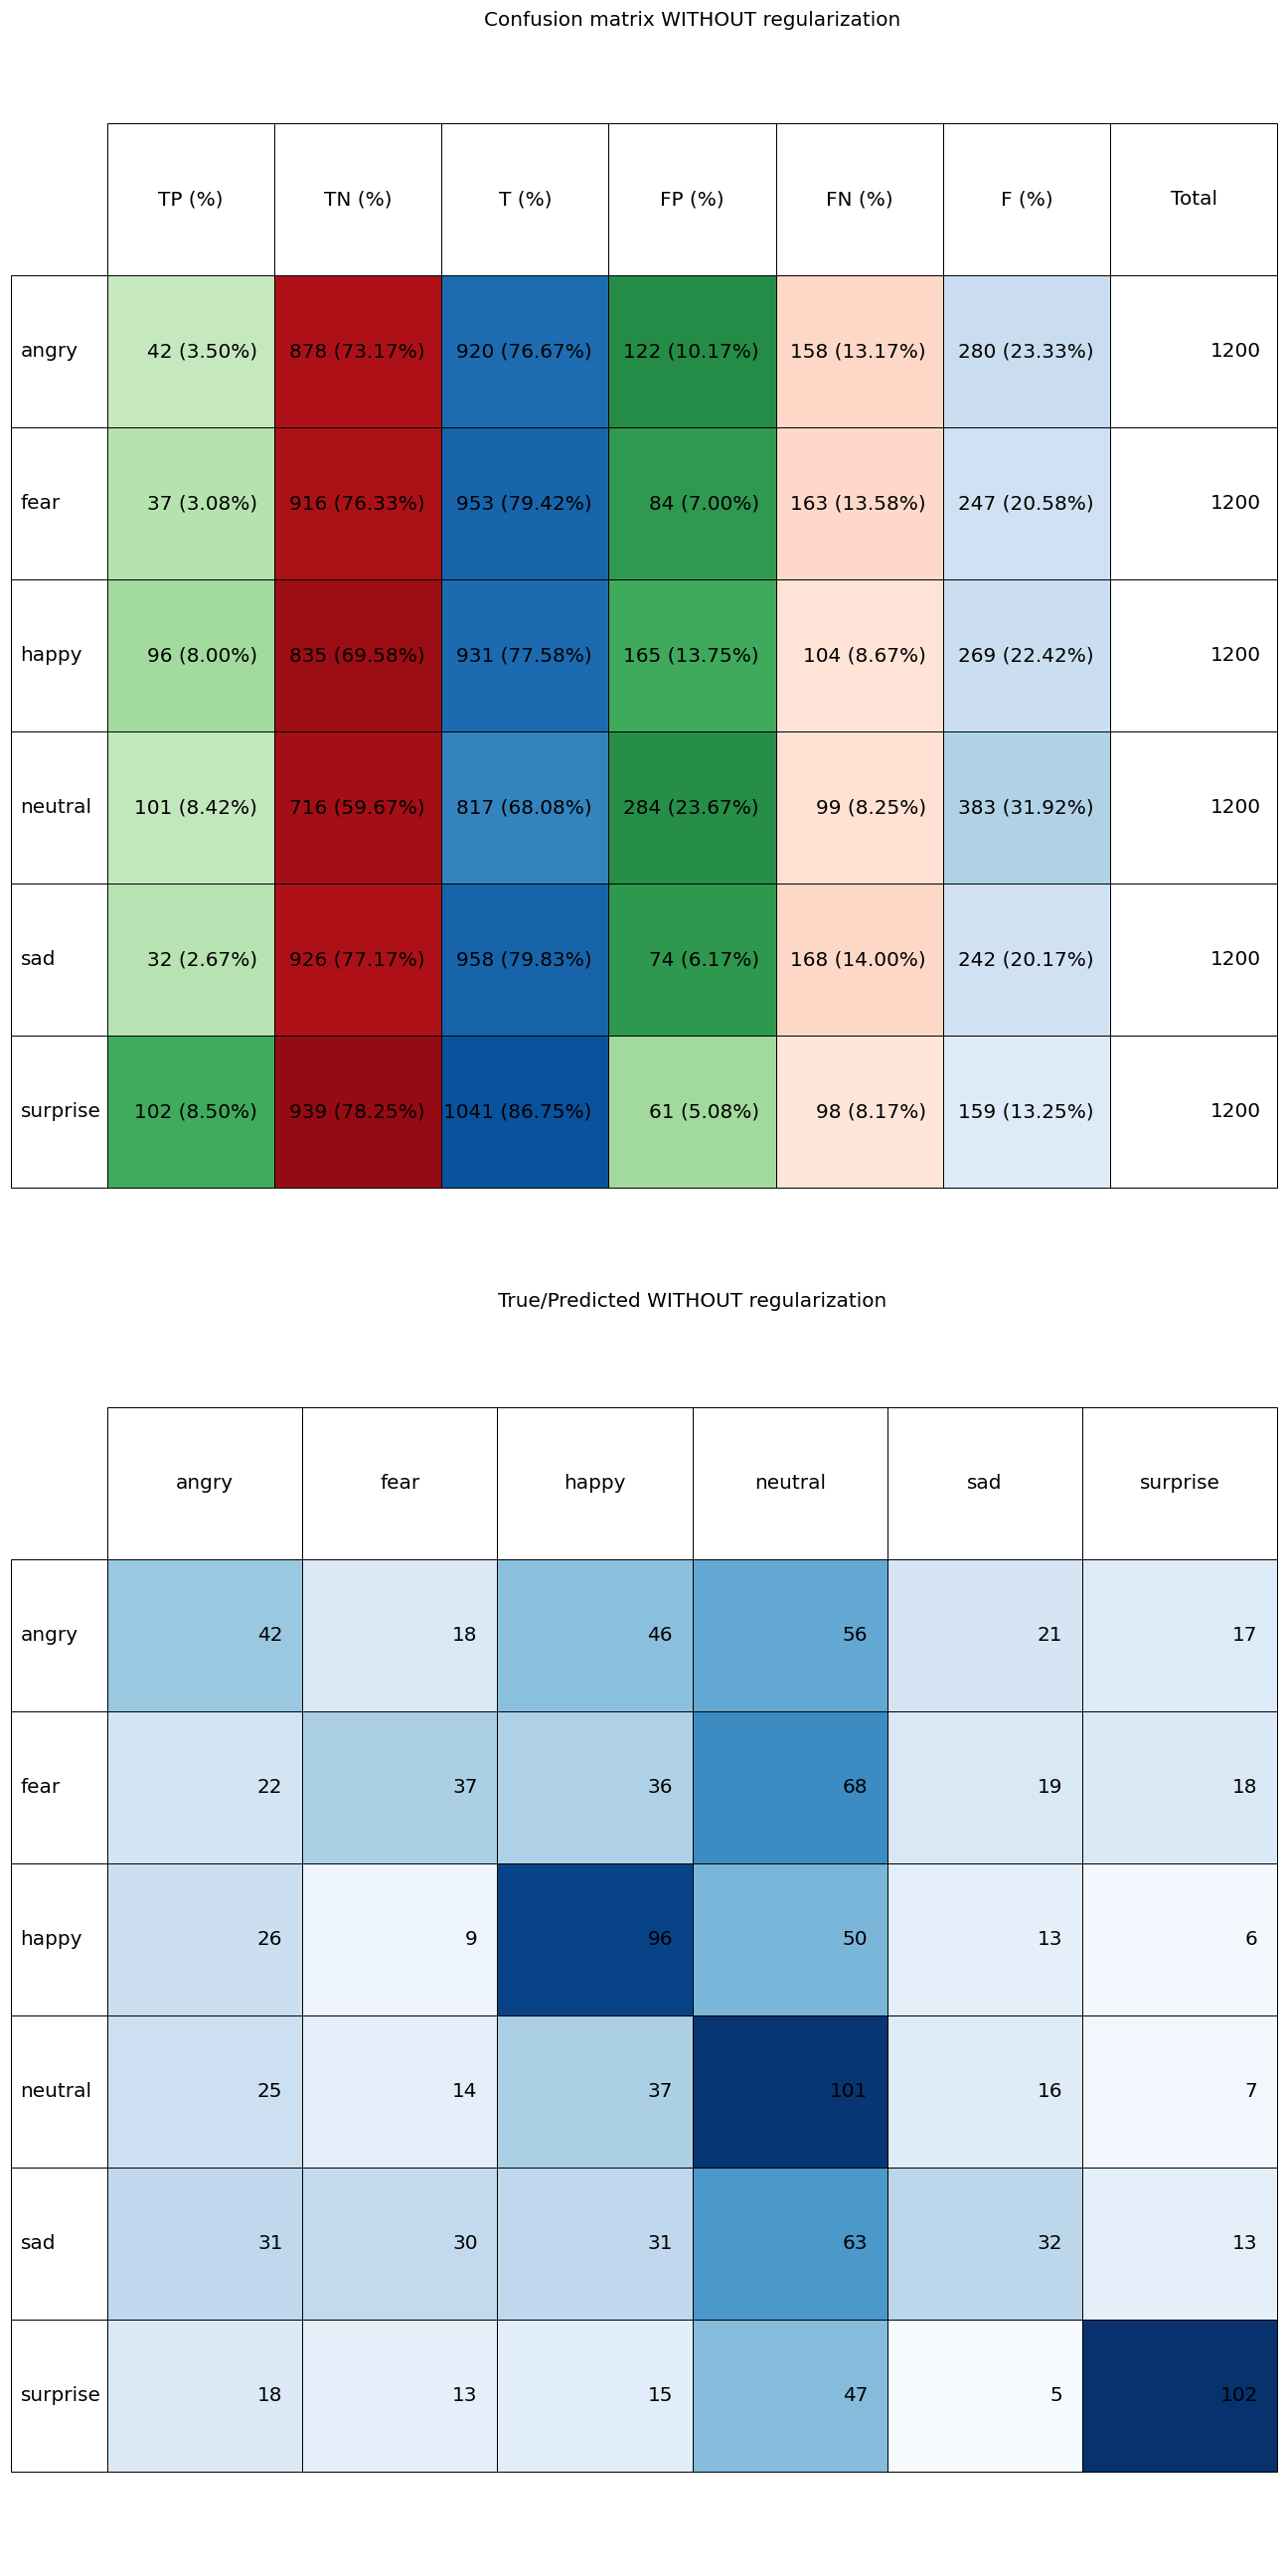 Confusion matrix WITHOUT regularization
TP (%) TN (%) T (%) FP (%) FN (%) F (%) Total
angry 42 (3.50%) 878 (73.17%) 920 (76.67%) 122 (10.17%) 158 (13.17%) 280 (23.33%) 1200
fear 37 (3.08%) 916 (76.33%) 953 (79.42%) 84 (7.00%) 163 (13.58%) 247 (20.58%) 1200
happy 96 (8.00%) 835 (69.58%) 931 (77.58%) 165 (13.75%) 104 (8.67%) 269 (22.42%) 1200
neutral 101 (8.42%) 716 (59.67%) 817 (68.08%) 284 (23.67%) 99 (8.25%) 383 (31.92%) 1200
sad 32 (2.67%) 926 (77.17%) 958 (79.83%) 74 (6.17%) 168 (14.00%) 242 (20.17%) 1200
surprise 102 (8.50%) 939 (78.25%) 1041 (86.75%) 61 (5.08%) 98 (8.17%) 159 (13.25%) 1200
True/Predicted WITHOUT regularization
angry fear happy neutral sad surprise
angry 42 18 46 56 21 17
fear 22 37 36 68 19 18
happy 26 9 96 50 13 6
neutral 25 14 37 101 16 7
sad 31 30 31 63 32 13
surprise 18 13 15 47 5 102